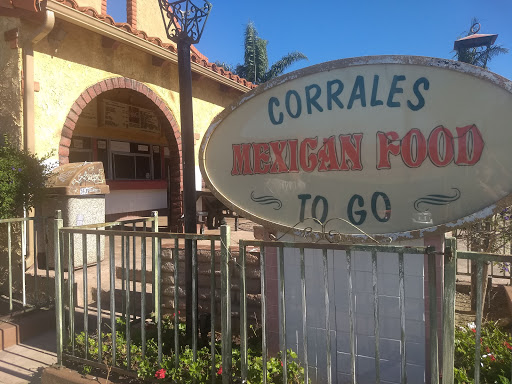 CORRALES
MEXICAN FOOD
TO GO